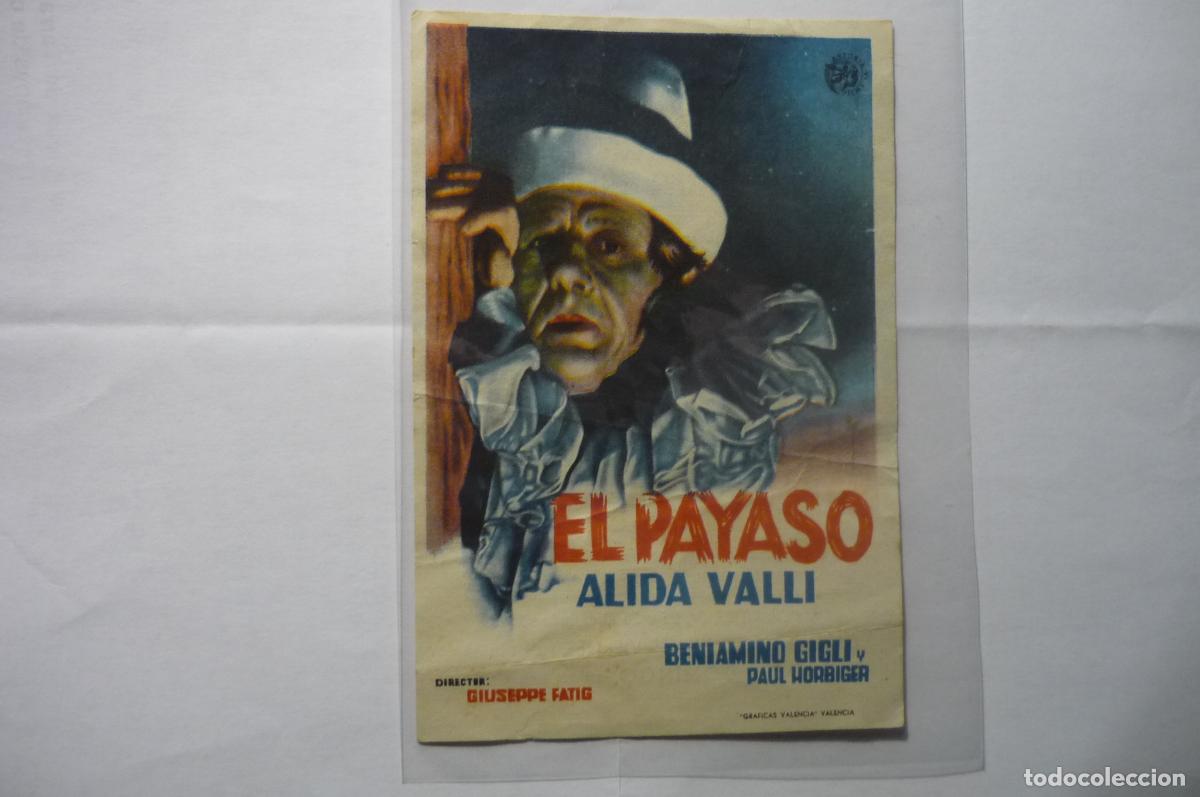 EL PAYASO
ALIDA VALLI
BENIAMINO GIGLI y
PAUL HORBIGER
DIRECTOR:
GIUSEPPE FATIG
"GRAFICAS VALENCIA" VALENCIA
todocoleccion